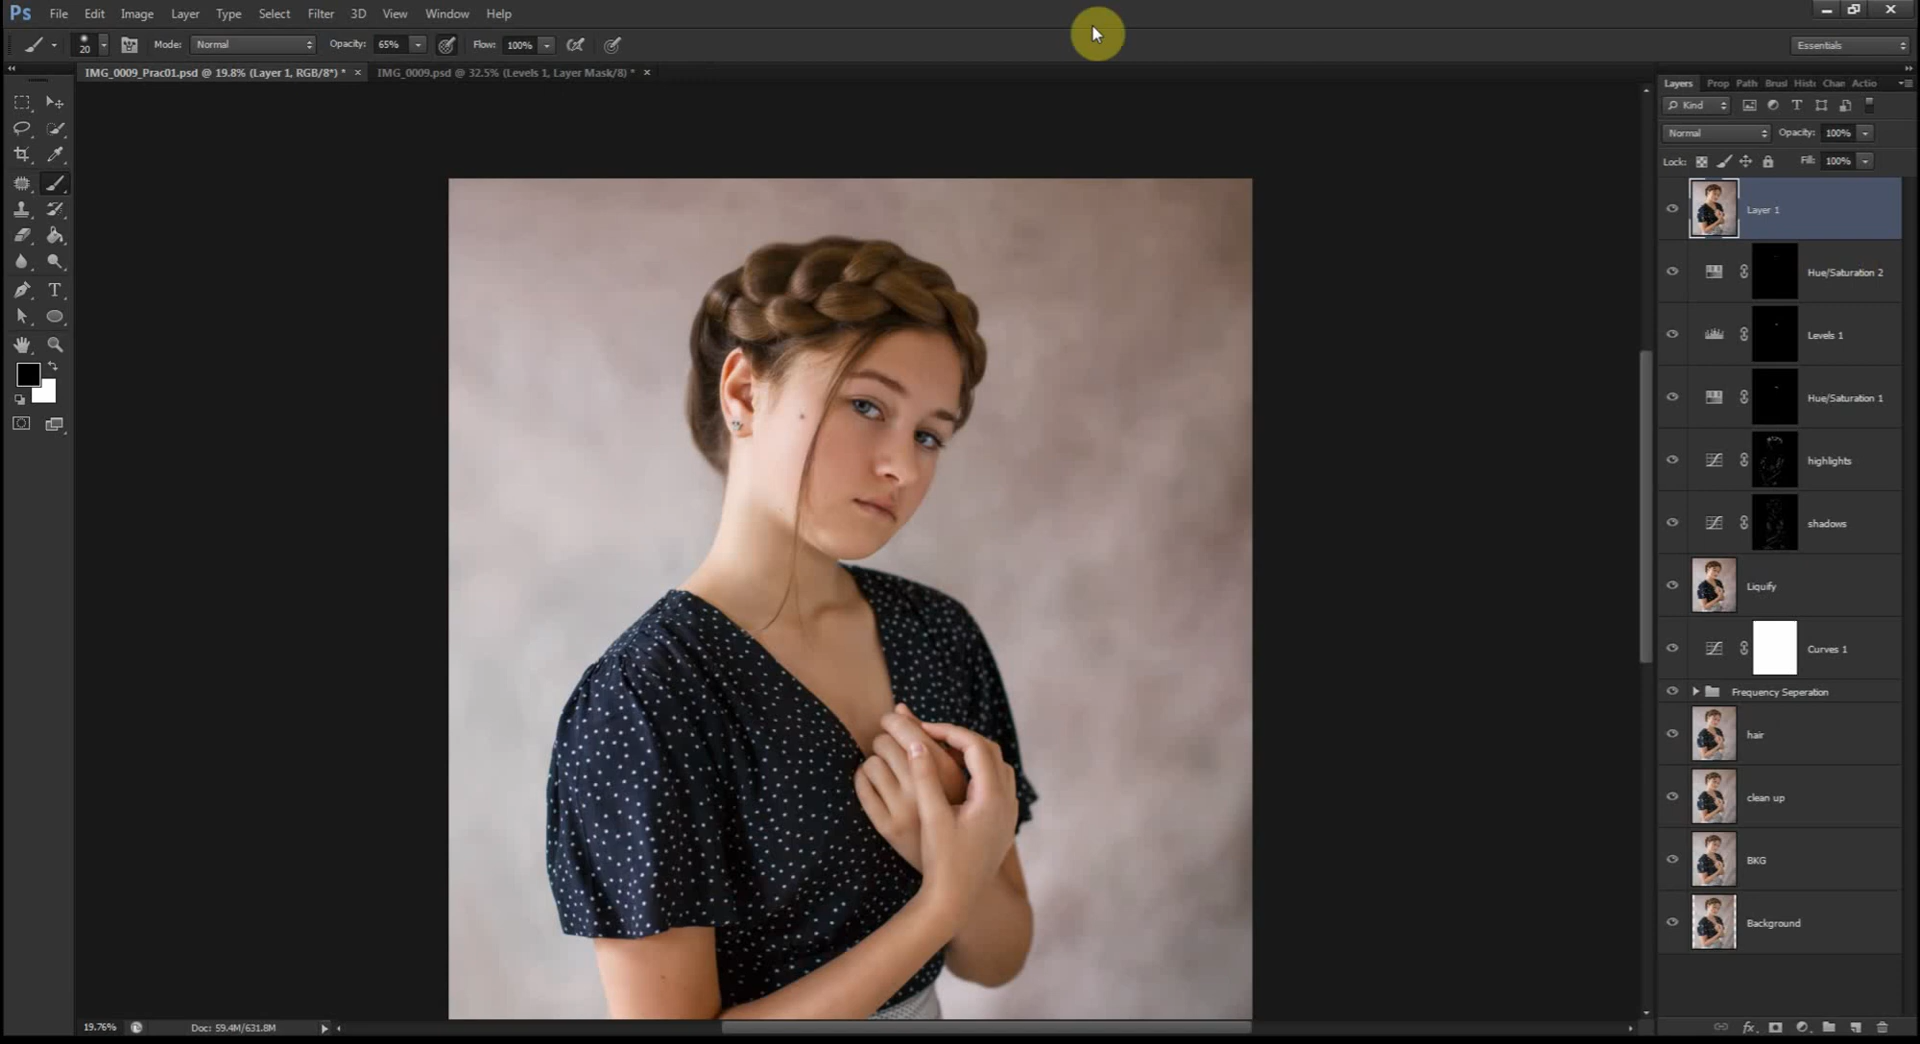 Ps File Edit Image Layer Type Select Filter 3D View Window Help
20 Mode: Normal Opacity: 65% Flow: 100% Essentials
IMG_0009_Prac01.psd @ 19.8% (Layer 1, RGB/8*) * × IMG_0009.psd @ 32.5% (Levels 1, Layer Mask/8) * ×
Layers Prop Path Brusl Histo Chan Actio
Kind
Normal Opacity: 100%
Lock: Fill: 100%
Layer 1
Hue/Saturation 2
Levels 1
Hue/Saturation 1
highlights
shadows
Liquify
Curves 1
Frequency Seperation
hair
clean up
BKG
Background
19.76% Doc: 59.4M/631.8M